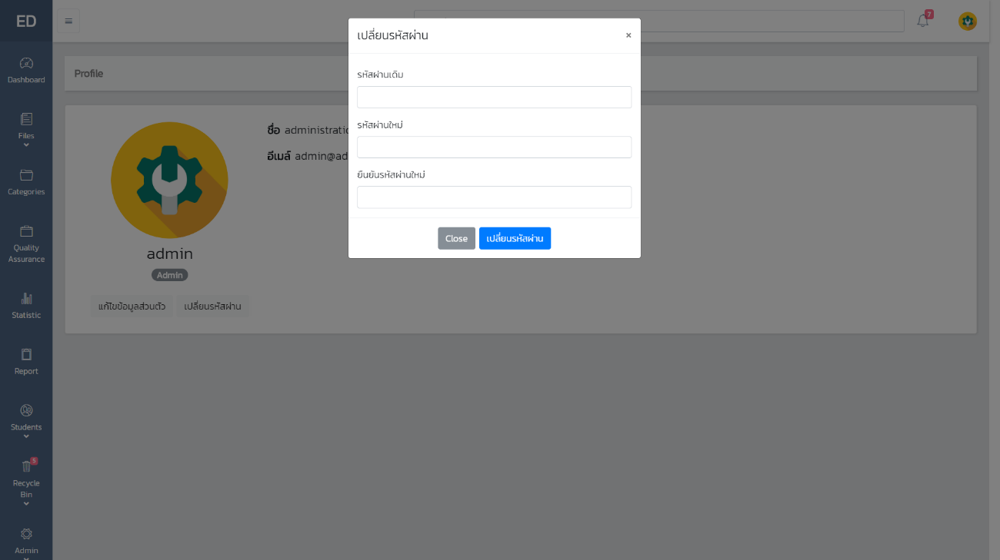 ED
7
เปลี่ยนรหัสผ่าน
×
Dashboard
Files
Categories
Quality
Assurance
Statistic
Report
Students
5
Recycle
Bin
Admin
Profile
admin
Admin
แก้ไขข้อมูลส่วนตัว
เปลี่ยนรหัสผ่าน
ชื่อ
อีเมล์
รหัสผ่านเดิม
รหัสผ่านใหม่
ยืนยันรหัสผ่านใหม่
Close
เปลี่ยนรหัสผ่าน